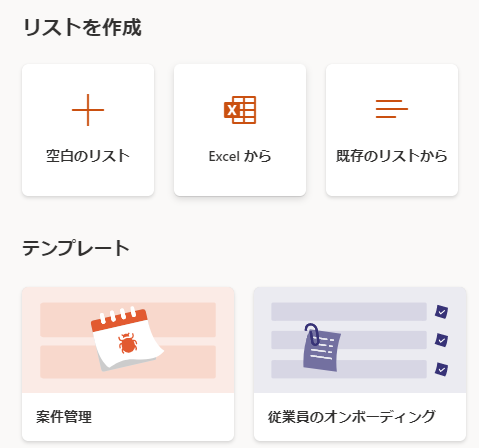 リストを作成
空白のリスト
Excel から
既存のリストから
テンプレート
案件管理
従業員のオンボーディング